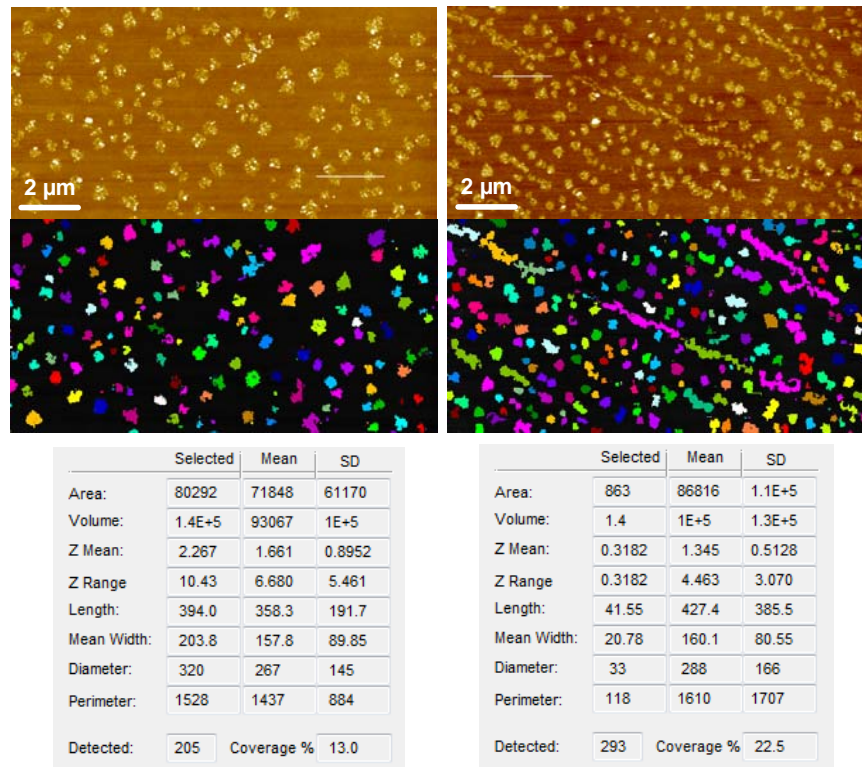 2 µm
2 µm
Selected Mean SD
Area: 80292 71848 61170
Volume: 1.4E+5 93067 1E+5
Z Mean: 2.267 1.661 0.8952
Z Range 10.43 6.680 5.461
Length: 394.0 358.3 191.7
Mean Width: 203.8 157.8 89.85
Diameter: 320 267 145
Perimeter: 1528 1437 884
Detected: 205 Coverage % 13.0
Selected Mean SD
Area: 863 86816 1.1E+5
Volume: 1.4 1E+5 1.3E+5
Z Mean: 0.3182 1.345 0.5128
Z Range 0.3182 4.463 3.070
Length: 41.55 427.4 385.5
Mean Width: 20.78 160.1 80.55
Diameter: 33 288 166
Perimeter: 118 1610 1707
Detected: 293 Coverage % 22.5